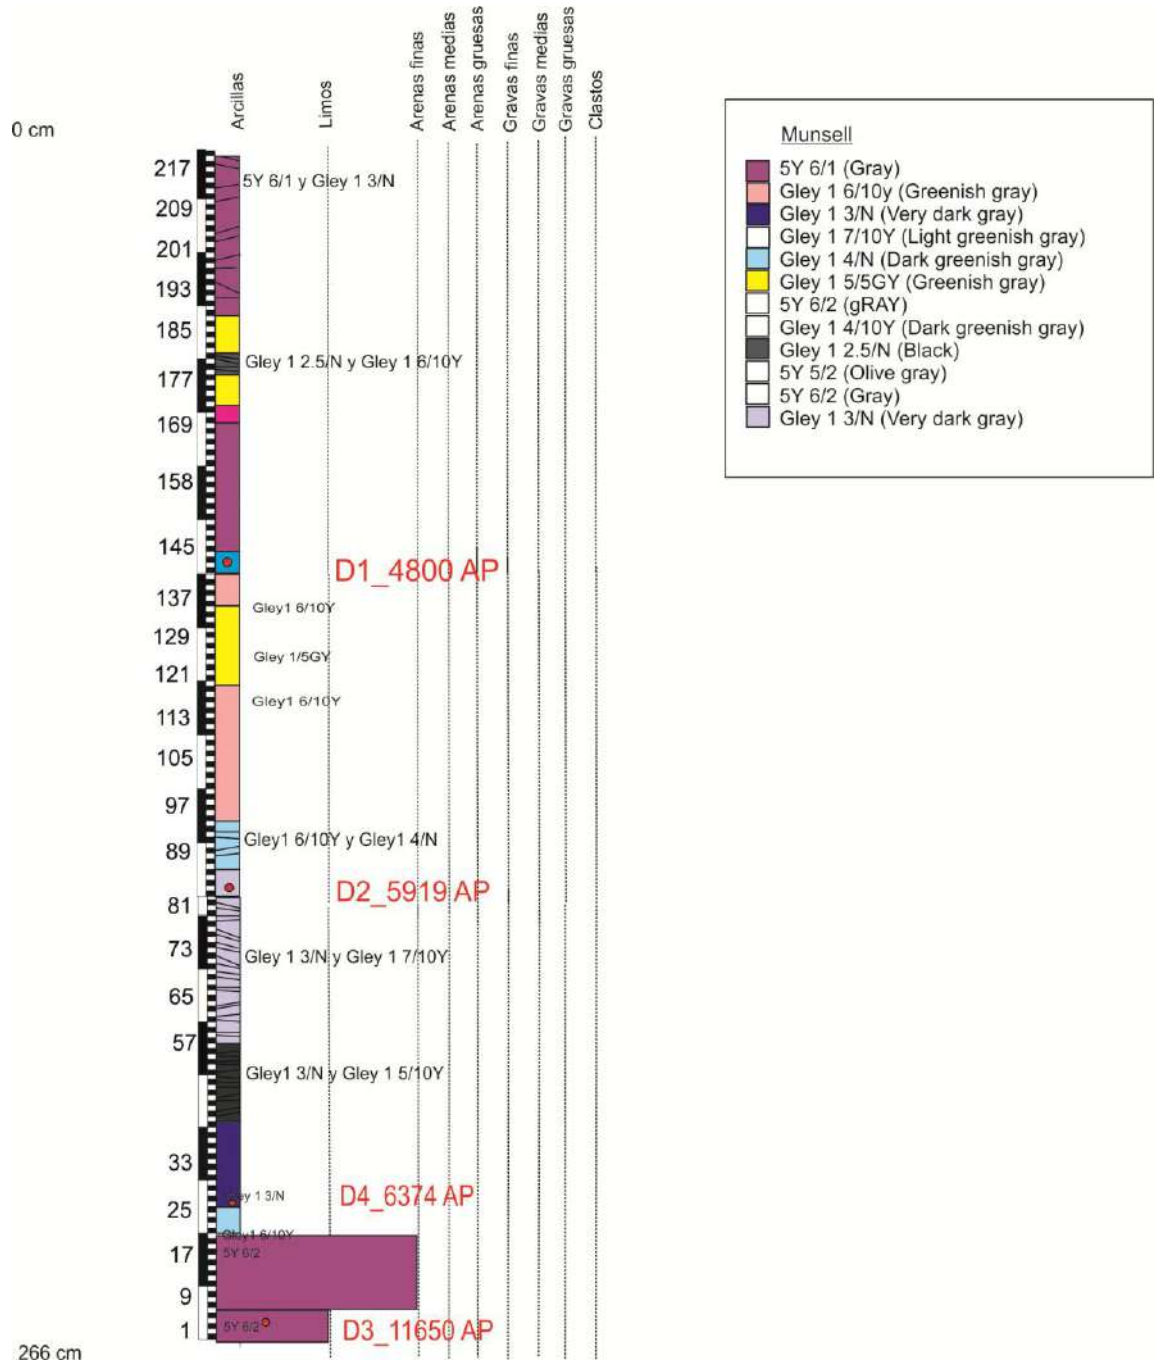 Arcillas
Limos
Arenas finas
Arenas medias
Arenas gruesas
Gravas finas
Gravas medias
Gravas gruesas
Clastos
0 cm
217
209
201
193
185
177
169
158
145
137
129
121
113
105
97
89
81
73
65
57
33
25
17
9
1
266 cm
5Y 6/1 y Gley 1 3/N
Gley 1 2.5/N y Gley 1 6/10Y
D1_4800 AP
Gley1 6/10Y
Gley 1/5GY
Gley1 6/10Y
Gley1 6/10Y y Gley1 4/N
D2_5919 AP
Gley 1 3/N y Gley 1 7/10Y
Gley1 3/N y Gley 1 5/10Y
Gley 1 3/N
D4_6374 AP
Gley1 6/10Y
5Y 6/2
5Y 6/2
D3_11650 AP
Munsell
5Y 6/1 (Gray)
Gley 1 6/10y (Greenish gray)
Gley 1 3/N (Very dark gray)
Gley 1 7/10Y (Light greenish gray)
Gley 1 4/N (Dark greenish gray)
Gley 1 5/5GY (Greenish gray)
5Y 6/2 (gRAY)
Gley 1 4/10Y (Dark greenish gray)
Gley 1 2.5/N (Black)
5Y 5/2 (Olive gray)
5Y 6/2 (Gray)
Gley 1 3/N (Very dark gray)